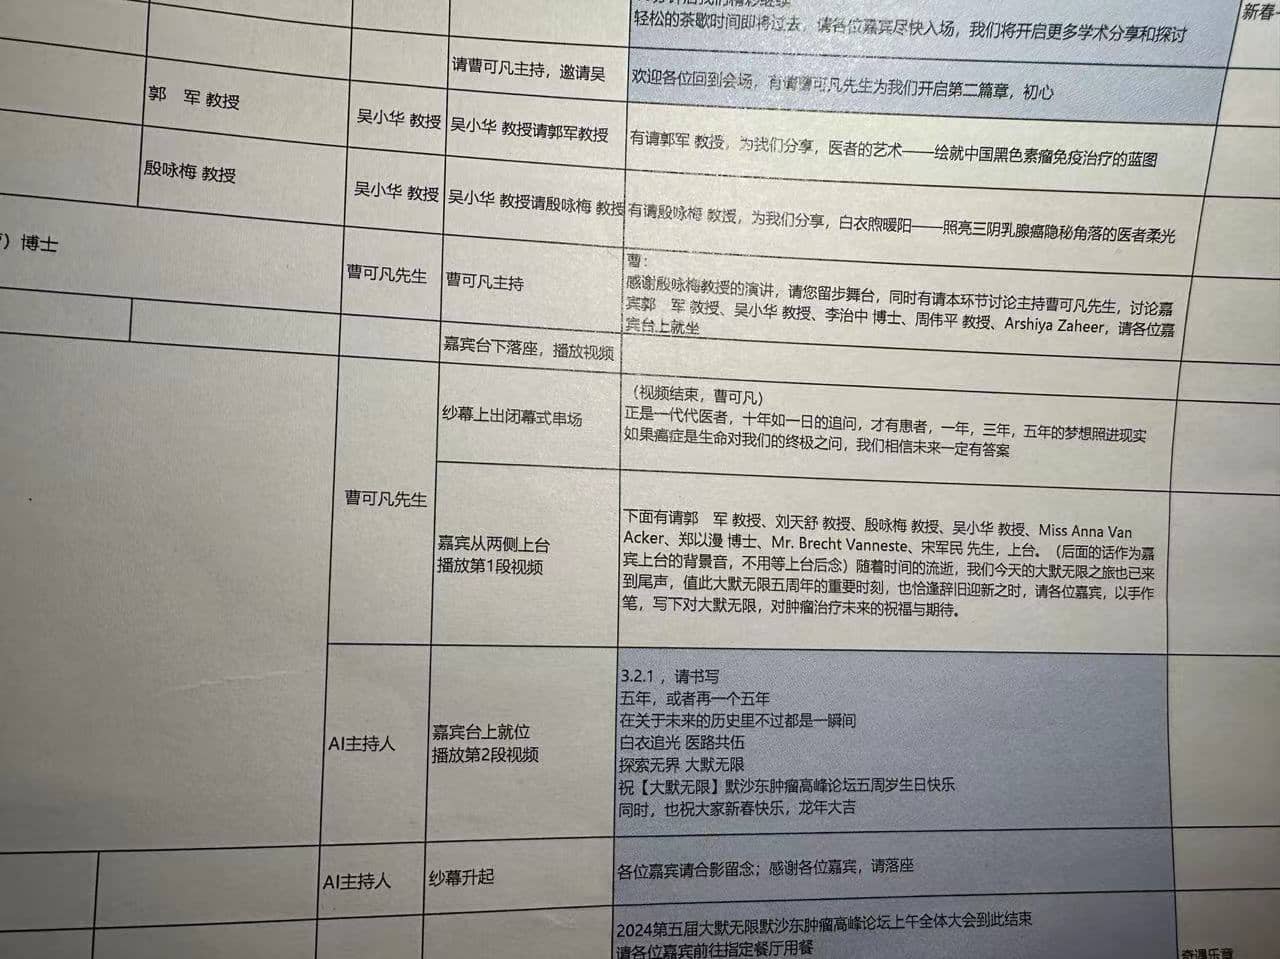 轻松的茶歇时间即将过去，请各位嘉宾尽快入场，我们将开启更多学术分享和探讨
新春
请曹可凡主持，邀请吴
欢迎各位回到会场，有请曹可凡先生为我们开启第二篇章，初心
郭　军 教授
吴小华 教授
吴小华 教授请郭军教授
有请郭军 教授，为我们分享，医者的艺术——绘就中国黑色素瘤免疫治疗的蓝图
殷咏梅 教授
吴小华 教授
吴小华 教授请殷咏梅 教授
有请殷咏梅 教授，为我们分享，白衣煦暖阳——照亮三阴乳腺癌隐秘角落的医者柔光
）博士
曹可凡先生
曹可凡主持
曹：
感谢殷咏梅教授的演讲，请您留步舞台，同时有请本环节讨论主持曹可凡先生，讨论嘉
宾郭　军 教授、吴小华 教授、李治中 博士、周伟平 教授、Arshiya Zaheer，请各位嘉
宾台上就坐
嘉宾台下落座，播放视频
曹可凡先生
纱幕上出闭幕式串场
（视频结束，曹可凡）
正是一代代医者，十年如一日的追问，才有患者，一年，三年，五年的梦想照进现实
如果癌症是生命对我们的终极之问，我们相信未来一定有答案
嘉宾从两侧上台
播放第1段视频
下面有请郭　军 教授、刘天舒 教授、殷咏梅 教授、吴小华 教授、Miss Anna Van
Acker、郑以漫 博士、Mr. Brecht Vanneste、宋军民 先生，上台。（后面的话作为嘉
宾上台的背景音，不用等上台后念）随着时间的流逝，我们今天的大默无限之旅也已来
到尾声，值此大默无限五周年的重要时刻，也恰逢辞旧迎新之时，请各位嘉宾，以手作
笔，写下对大默无限，对肿瘤治疗未来的祝福与期待。
AI主持人
嘉宾台上就位
播放第2段视频
3.2.1 ，请书写
五年，或者再一个五年
在关于未来的历史里不过都是一瞬间
白衣追光 医路共伍
探索无界 大默无限
祝【大默无限】默沙东肿瘤高峰论坛五周岁生日快乐
同时，也祝大家新春快乐，龙年大吉
AI主持人
纱幕升起
各位嘉宾请合影留念；感谢各位嘉宾，请落座
2024第五届大默无限默沙东肿瘤高峰论坛上午全体大会到此结束
请各位嘉宾前往指定餐厅用餐
奇遇乐章